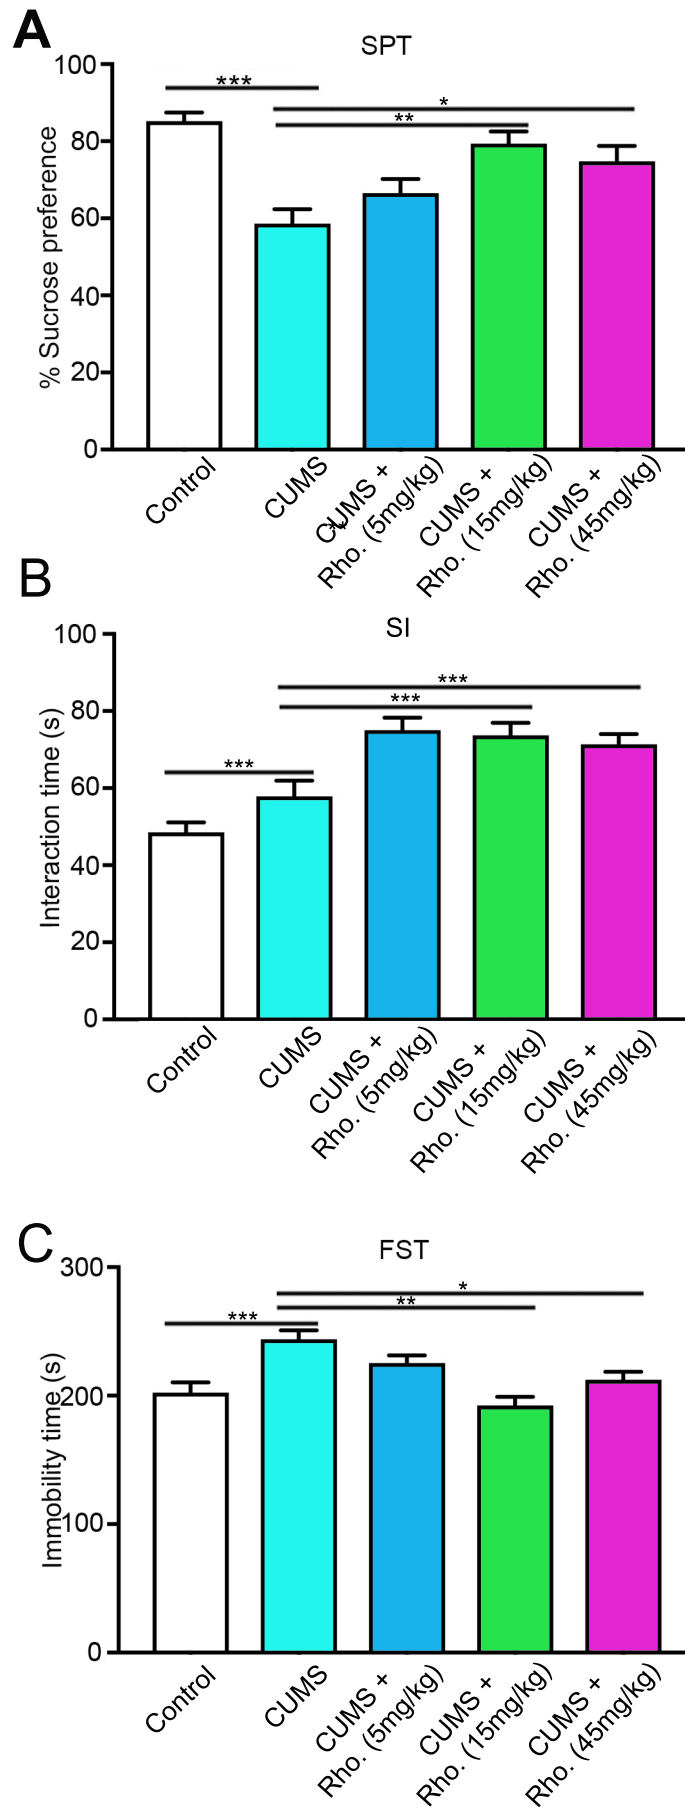 A
SPT
100
80
60
40
20
0
% Sucrose preference
***
*
**
Control
CUMS
CUMS +
Rho. (5mg/kg)
CUMS +
Rho. (15mg/kg)
CUMS +
Rho. (45mg/kg)
**
B
SI
100
80
60
40
20
0
Interaction time (s)
***
***
***
Control
CUMS
CUMS +
Rho. (5mg/kg)
CUMS +
Rho. (15mg/kg)
CUMS +
Rho. (45mg/kg)
C
FST
300
200
100
0
Immobility time (s)
*
**
***
Control
CUMS
CUMS +
Rho. (5mg/kg)
CUMS +
Rho. (15mg/kg)
CUMS +
Rho. (45mg/kg)